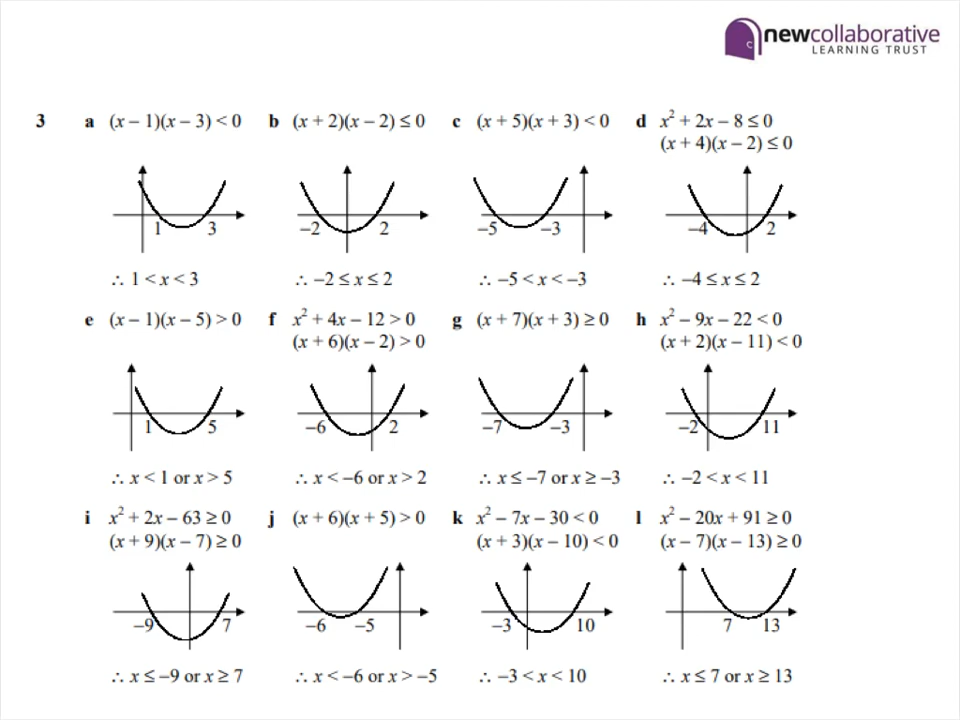 newcollaborative
LEARNING TRUST
3 a (x – 1)(x – 3) < 0 b (x + 2)(x – 2) ≤ 0 c (x + 5)(x + 3) < 0 d x² + 2x – 8 ≤ 0
(x + 4)(x – 2) ≤ 0
1 3 –2 2 –5 –3 –4 2
∴ 1 < x < 3 ∴ –2 ≤ x ≤ 2 ∴ –5 < x < –3 ∴ –4 ≤ x ≤ 2
e (x – 1)(x – 5) > 0 f x² + 4x – 12 > 0 g (x + 7)(x + 3) ≥ 0 h x² – 9x – 22 < 0
(x + 6)(x – 2) > 0 (x + 2)(x – 11) < 0
1 5 –6 2 –7 –3 –2 11
∴ x < 1 or x > 5 ∴ x < –6 or x > 2 ∴ x ≤ –7 or x ≥ –3 ∴ –2 < x < 11
i x² + 2x – 63 ≥ 0 j (x + 6)(x + 5) > 0 k x² – 7x – 30 < 0 l x² – 20x + 91 ≥ 0
(x + 9)(x – 7) ≥ 0 (x + 3)(x – 10) < 0 (x – 7)(x – 13) ≥ 0
–9 7 –6 –5 –3 10 7 13
∴ x ≤ –9 or x ≥ 7 ∴ x < –6 or x > –5 ∴ –3 < x < 10 ∴ x ≤ 7 or x ≥ 13